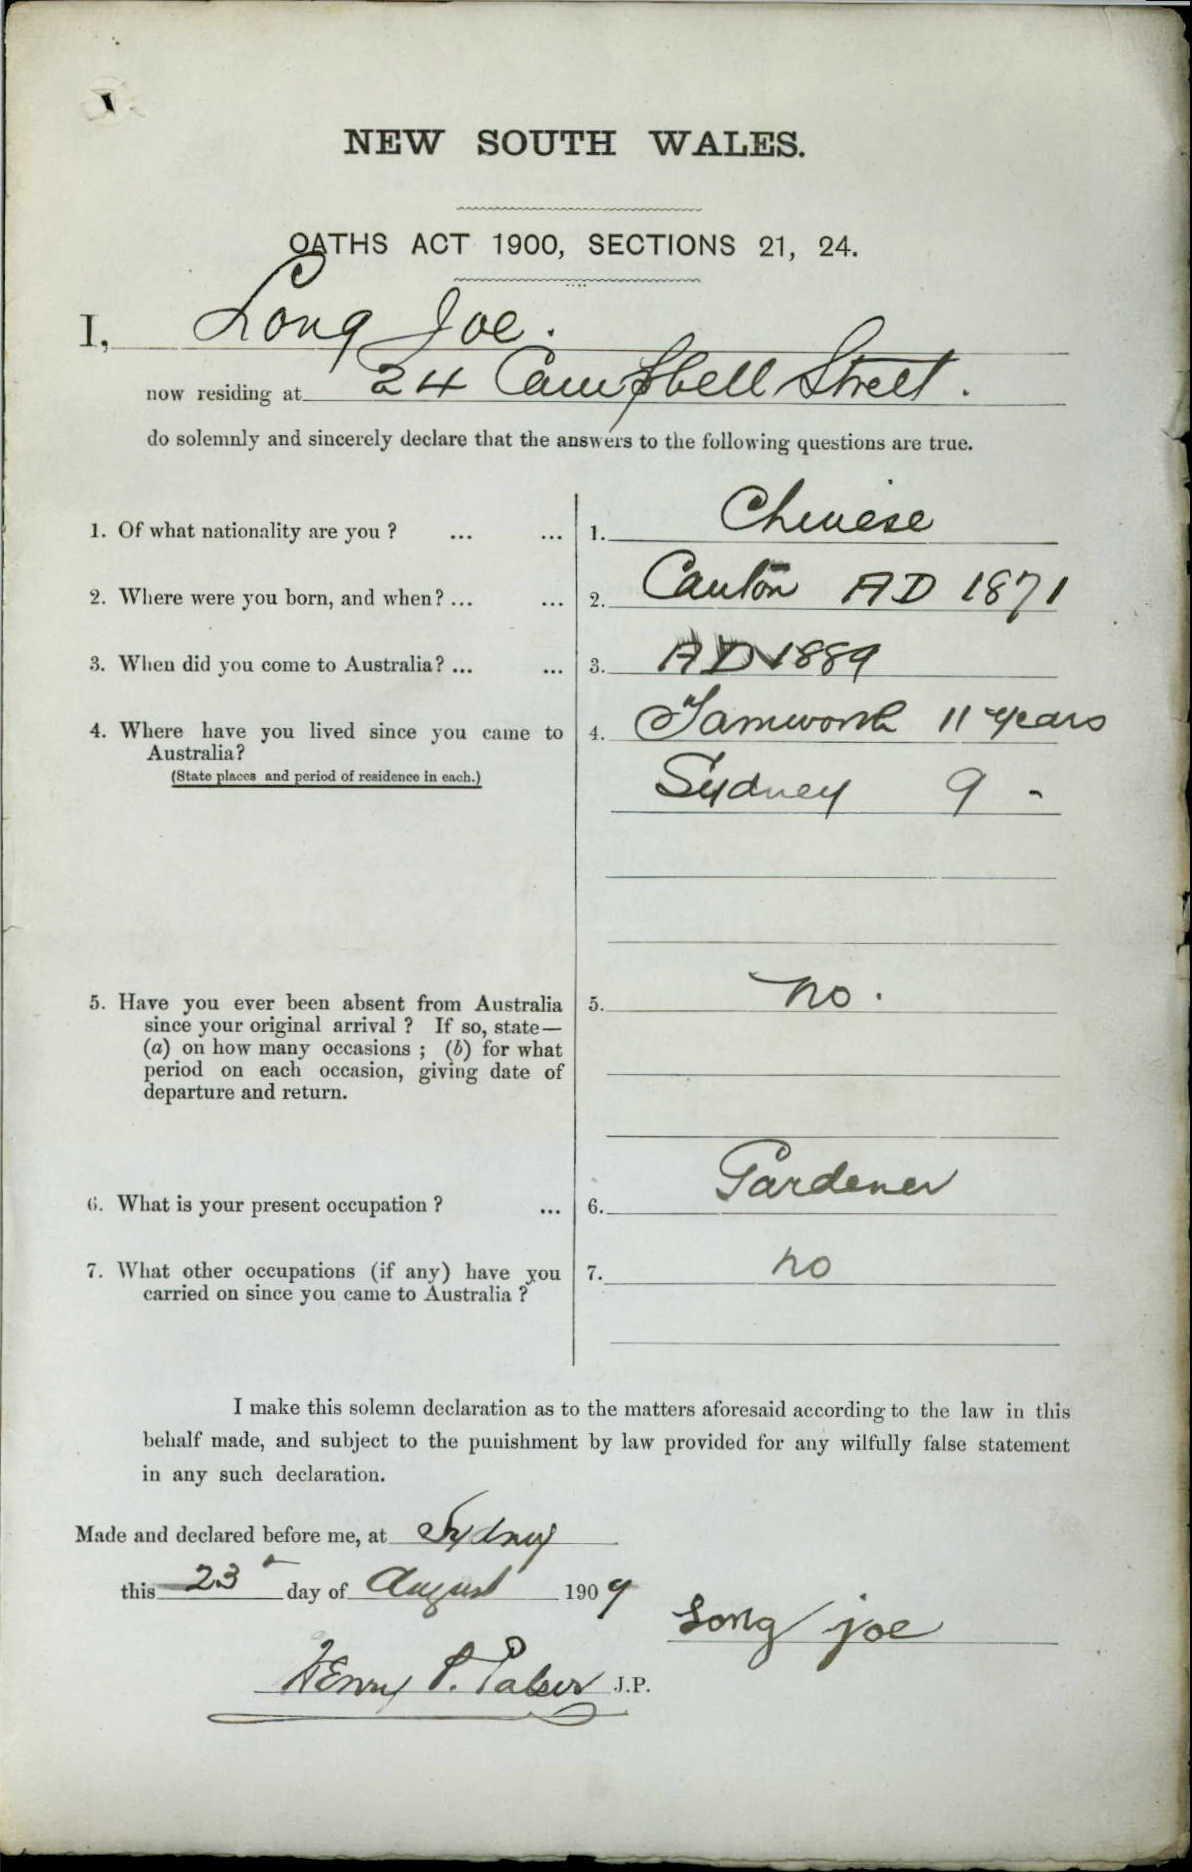 NEW SOUTH WALES.
OATHS ACT 1900, SECTIONS 21, 24.
I, Long Joe.
now residing at 24 Campbell Street.
do solemnly and sincerely declare that the answers to the following questions are true.
1. Of what nationality are you ? ... ... 1. Chinese
2. Where were you born, and when? ... ... 2. Canton AD 1871
3. When did you come to Australia? ... ... 3. AD 1889
4. Where have you lived since you came to 4. Tamworth 11 years
Australia?
(State places and period of residence in each.)
Sydney 9 -
5. Have you ever been absent from Australia 5. No.
since your original arrival ? If so, state—
(a) on how many occasions ; (b) for what
period on each occasion, giving date of
departure and return.
6. What is your present occupation ? ... 6. Gardener
7. What other occupations (if any) have you 7. no
carried on since you came to Australia ?
I make this solemn declaration as to the matters aforesaid according to the law in this
behalf made, and subject to the punishment by law provided for any wilfully false statement
in any such declaration.
Made and declared before me, at Sydney
this 23 day of August 1909
Long joe
Henry P. J.P.